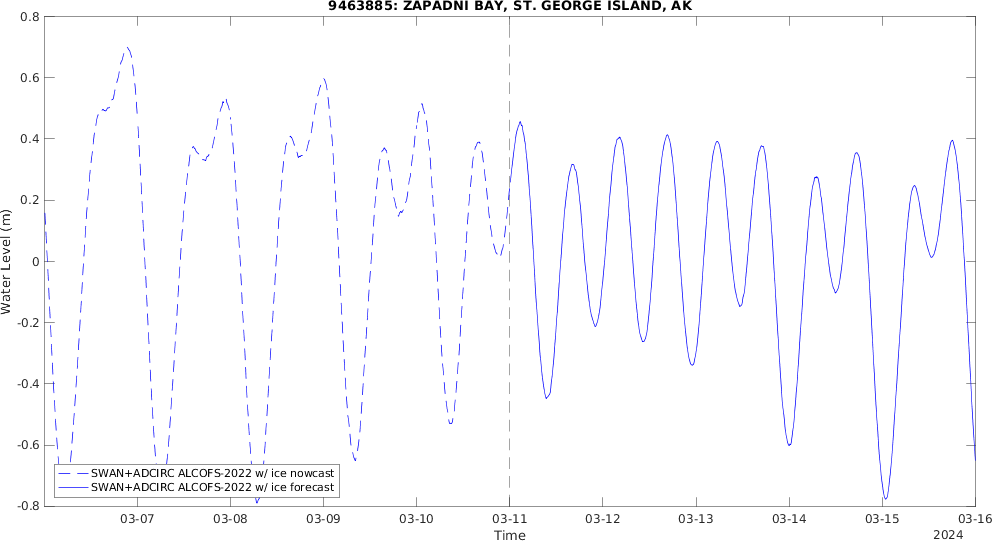 9463885: ZAPADNI BAY, ST. GEORGE ISLAND, AK
0.8
0.6
0.4
0.2
0
-0.2
-0.4
-0.6
-0.8
Water Level (m)
SWAN+ADCIRC ALCOFS-2022 w/ ice nowcast
SWAN+ADCIRC ALCOFS-2022 w/ ice forecast
03-07 03-08 03-09 03-10 03-11 03-12 03-13 03-14 03-15 03-16
Time
2024